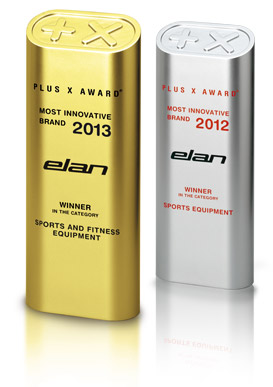 PLUS X AWARD®
MOST INNOVATIVE
BRAND 2013
elan
WINNER
IN THE CATEGORY
SPORTS AND FITNESS
EQUIPMENT
PLUS X AWARD®
MOST INNOVATIVE
BRAND 2012
elan
WINNER
IN THE CATEGORY
SPORTS EQUIPMENT